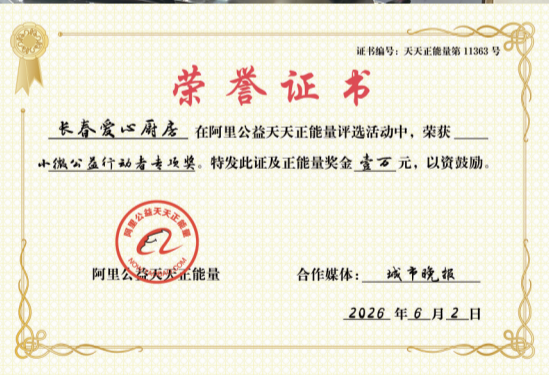 证书编号：天天正能量第 11363 号
荣誉证书
长春爱心厨房 在阿里公益天天正能量评选活动中，荣获
小微公益行动者专项奖。特发此证及正能量奖金 壹万 元，以资鼓励。
阿里公益天天正能量
阿里公益天天正能量 合作媒体： 城市晚报
2026 年 6 月 2 日